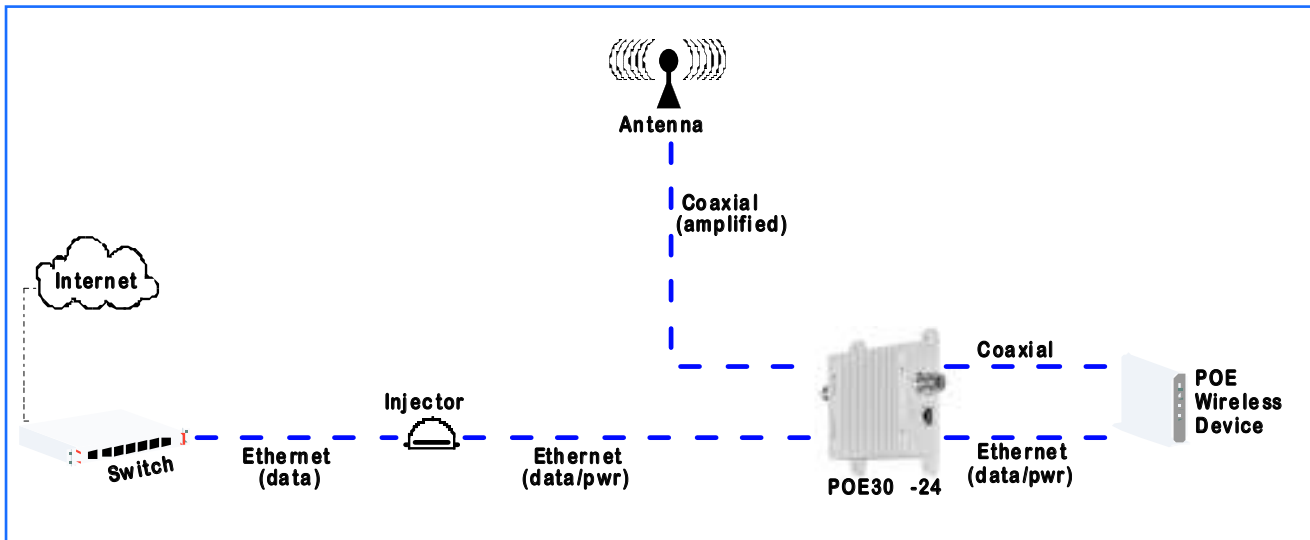 Antenna
Coaxial
(amplified)
Internet
Injector
Coaxial
POE
Wireless
Device
Switch
Ethernet
(data)
Ethernet
(data/pwr)
Ethernet
(data/pwr)
POE30 -24